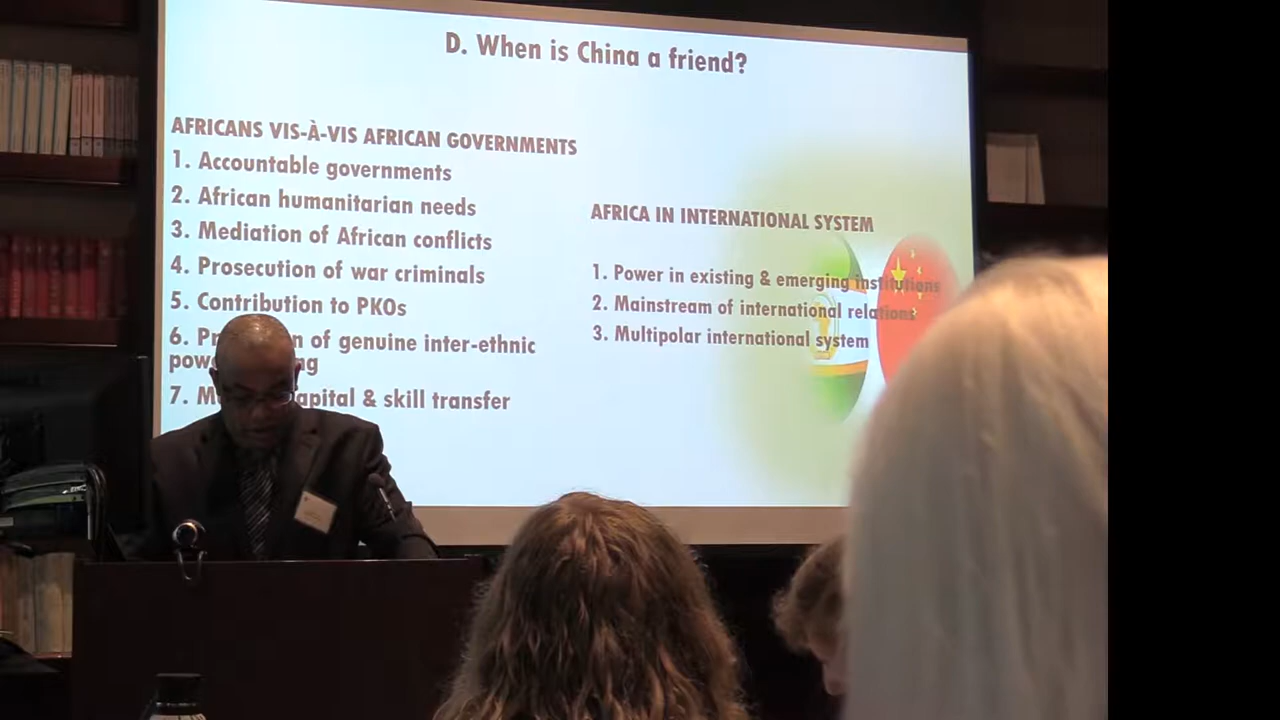 D. When is China a friend?
AFRICANS VIS-À-VIS AFRICAN GOVERNMENTS
1. Accountable governments
2. African humanitarian needs
3. Mediation of African conflicts
4. Prosecution of war criminals
5. Contribution to PKOs
6. of genuine inter-ethnic
7. & skill transfer
AFRICA IN INTERNATIONAL SYSTEM
1. Power in existing & emerging institutions
2. Mainstream of international relations
3. Multipolar international system